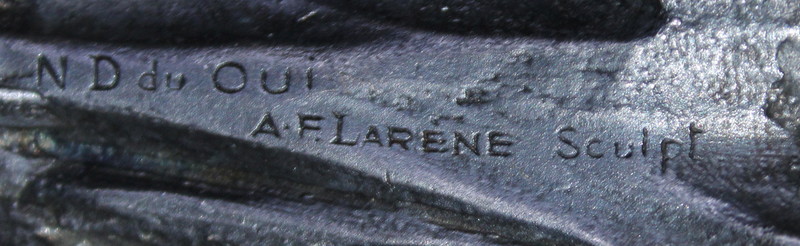 N D du OUi
A.F. LARENE Sculpt